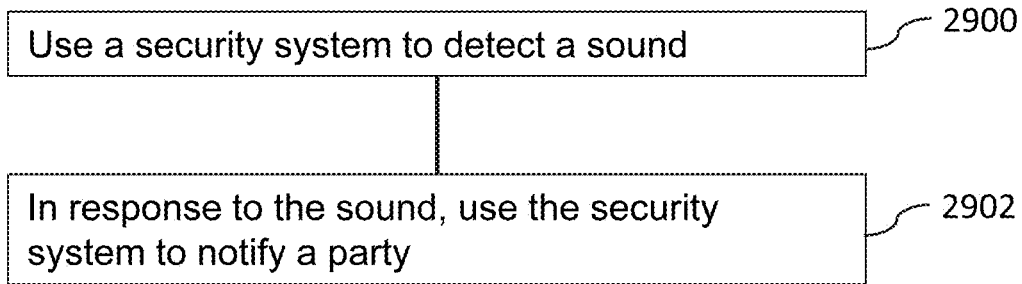 Use a security system to detect a sound
2900
In response to the sound, use the security
system to notify a party
2902